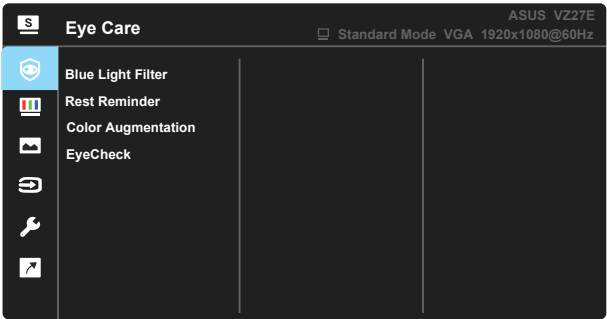 S
Eye Care
ASUS VZ27E
Standard Mode VGA 1920x1080@60Hz
Blue Light Filter
Rest Reminder
Color Augmentation
EyeCheck